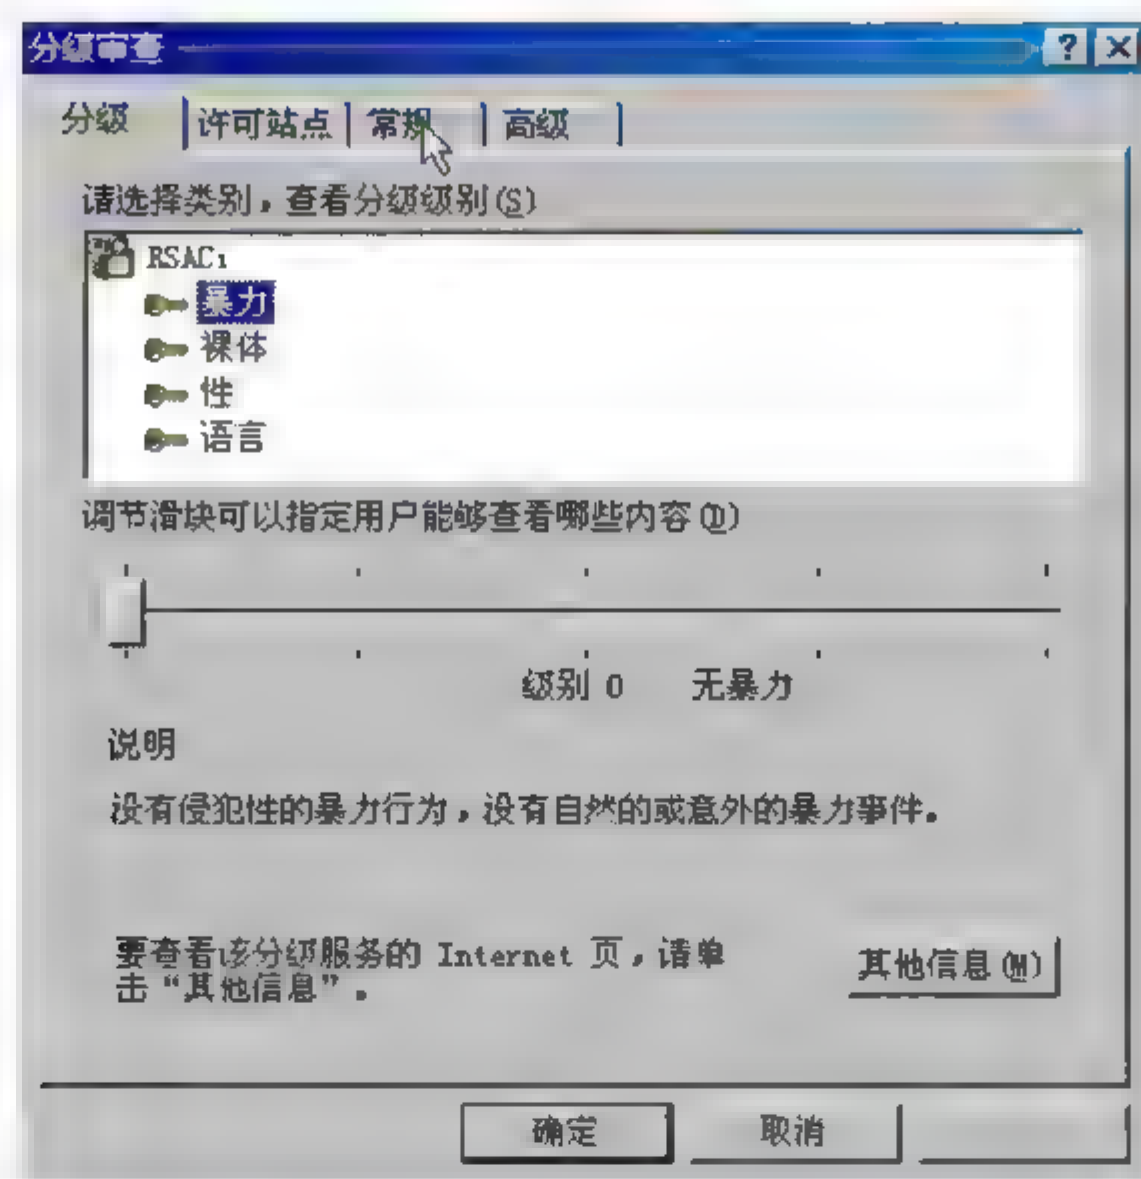 分级审查
分级 许可站点 常规 高级
请选择类别，查看分级级别(S)
RSACi
暴力
裸体
性
语言
调节滑块可以指定用户能够查看哪些内容(D)
级别 0 无暴力
说明
没有侵犯性的暴力行为，没有自然的或意外的暴力事件。
要查看该分级服务的 Internet 页，请单
击“其他信息”。
其他信息(M)
确定 取消